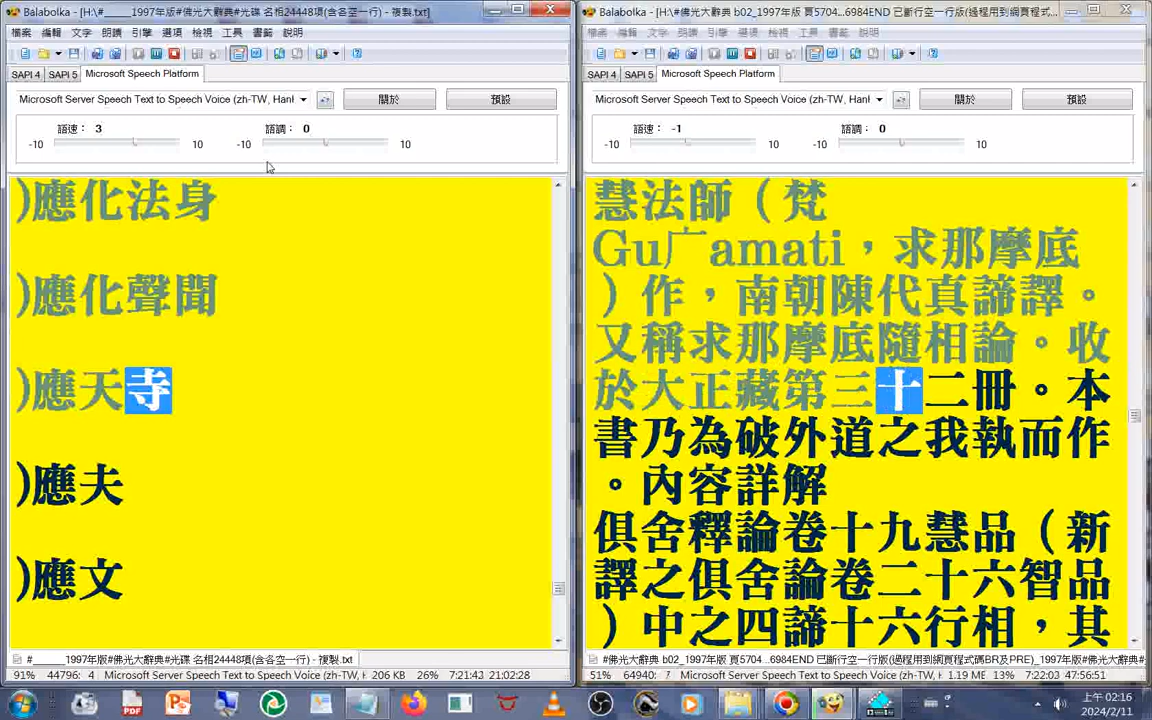 Balabolka - [H:\#_____1997年版#佛光大辭典#光碟 名相24448項(含各空一行) - 複製.txt]
檔案 編輯 文字 朗讀 引擎 選項 檢視 工具 書籤 說明
SAPI 4 SAPI 5 Microsoft Speech Platform
Microsoft Server Speech Text to Speech Voice (zh-TW, Hanl
關於 預設
語速： 3 語調： 0
-10 10 -10 10
)應化法身
)應化聲聞
)應天寺
)應夫
)應文
#______1997年版#佛光大辭典#光碟 名相24448項(含各空一行) - 複製.txt
91% 44796: 4 Microsoft Server Speech Text to Speech Voice (zh-TW, Ha 206 KB 26% 7:21:43 21:02:28
Balabolka - [H:\#佛光大辭典 b02_1997年版 頁5704...6984END 已斷行空一行版(過程用到網頁程式...
檔案 編輯 文字 朗讀 引擎 選項 檢視 工具 書籤 說明
SAPI 4 SAPI 5 Microsoft Speech Platform
Microsoft Server Speech Text to Speech Voice (zh-TW, Hanl
關於 預設
語速： -1 語調： 0
-10 10 -10 10
慧法師（梵
Gu广amati，求那摩底
）作，南朝陳代真諦譯。
又稱求那摩底隨相論。收
於大正藏第三十二冊。本
書乃為破外道之我執而作
。內容詳解
俱舍釋論卷十九慧品（新
譯之俱舍論卷二十六智品
）中之四諦十六行相，其
#佛光大辭典 b02_1997年版 頁5704...6984END 已斷行空一行版(過程用到網頁程式碼BR及PRE)_1997年版#佛光大辭典#
51% 64940: 7 Microsoft Server Speech Text to Speech Voice (zh-TW, H 1.19 ME 13% 7:22:03 47:56:51
上午 02:16
2024/2/11